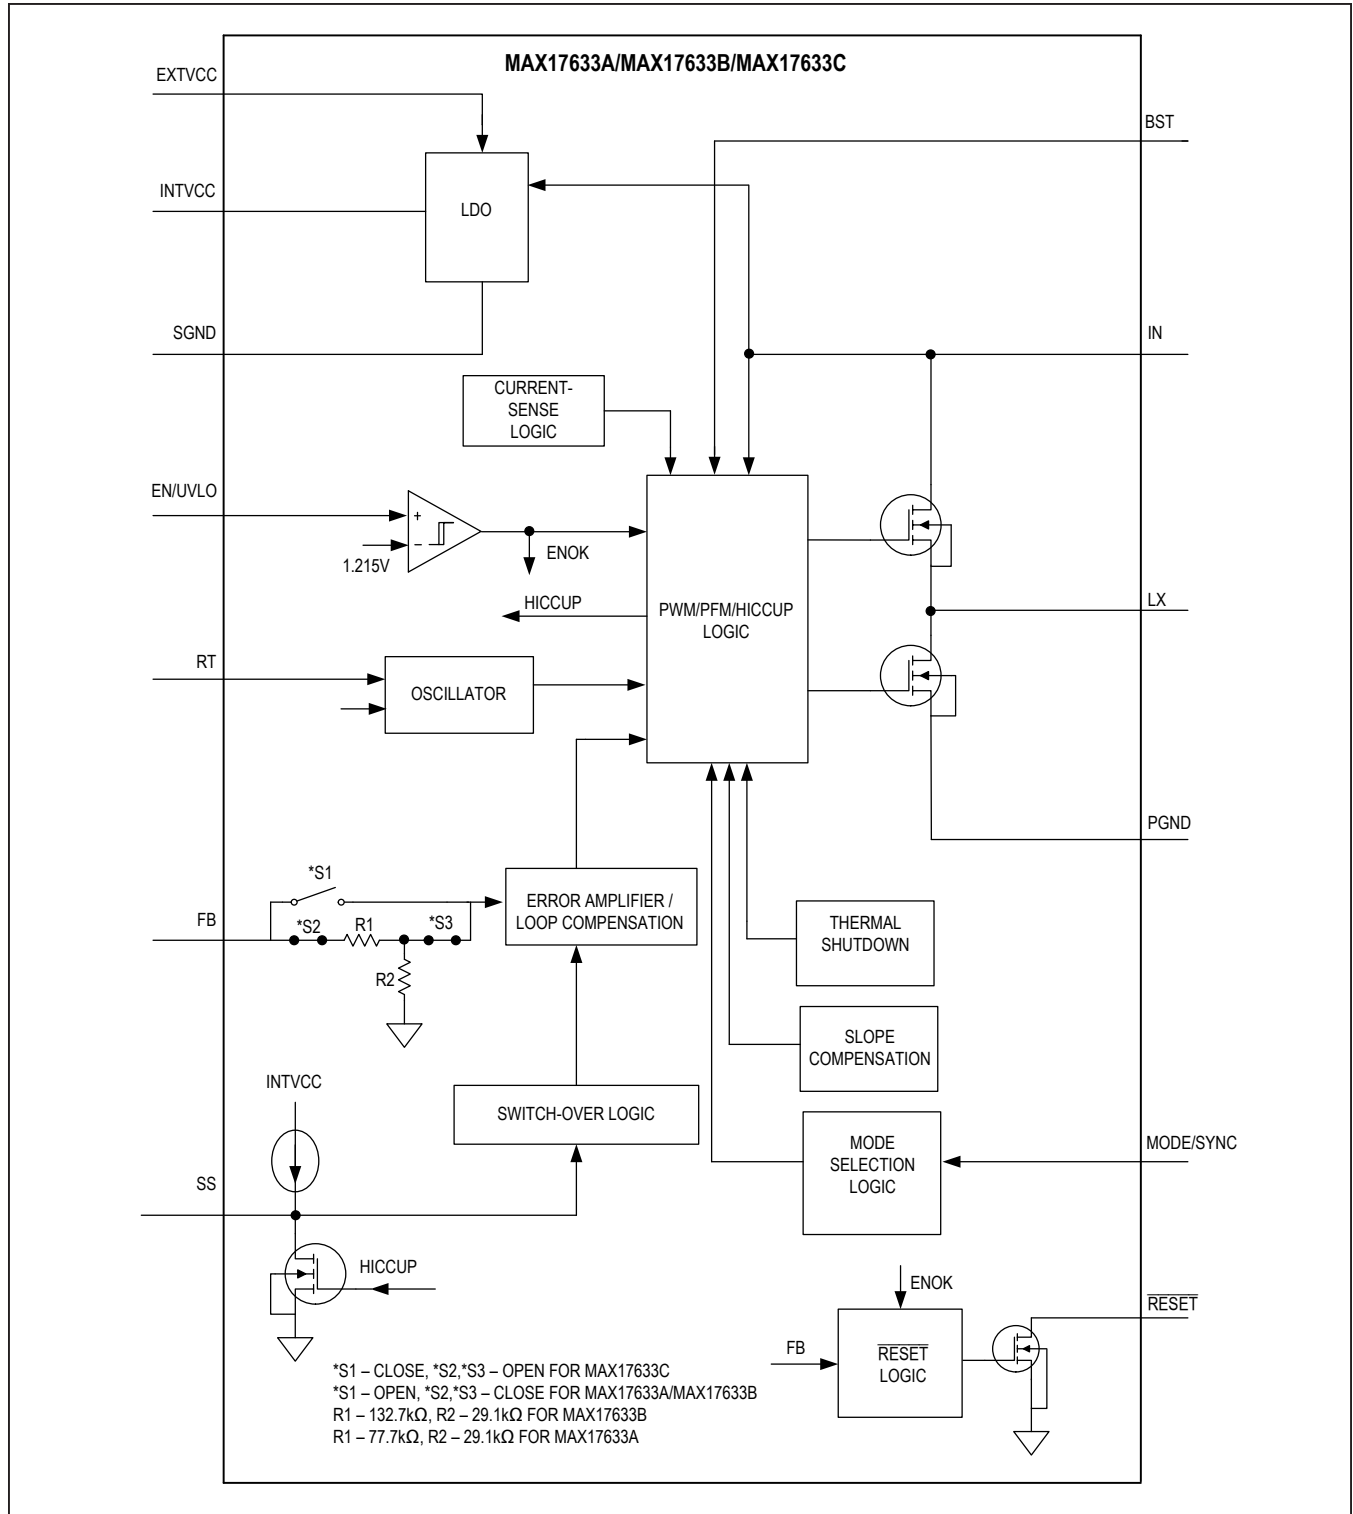 MAX17633A/MAX17633B/MAX17633C
EXTVCC
BST
INTVCC
LDO
SGND
IN
CURRENT-
SENSE
LOGIC
EN/UVLO
+
−
1.215V
ENOK
HICCUP
PWM/PFM/HICCUP
LOGIC
LX
RT
OSCILLATOR
PGND
*S1
FB
*S2
R1
*S3
R2
ERROR AMPLIFIER /
LOOP COMPENSATION
THERMAL
SHUTDOWN
SLOPE
COMPENSATION
INTVCC
SWITCH-OVER LOGIC
MODE
SELECTION
LOGIC
MODE/SYNC
SS
HICCUP
ENOK
RESET
FB
RESET
LOGIC
*S1 – CLOSE, *S2,*S3 – OPEN FOR MAX17633C
*S1 – OPEN, *S2,*S3 – CLOSE FOR MAX17633A/MAX17633B
R1 – 132.7kΩ, R2 – 29.1kΩ FOR MAX17633B
R1 – 77.7kΩ, R2 – 29.1kΩ FOR MAX17633A